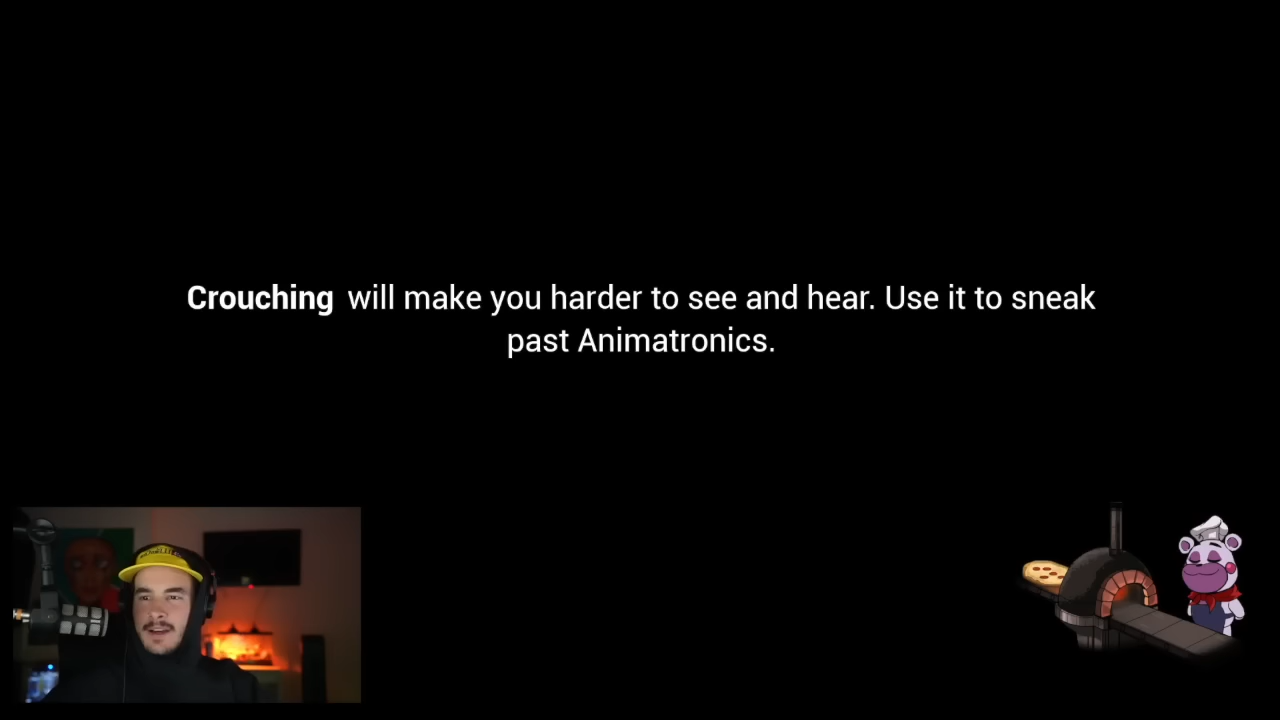 Crouching will make you harder to see and hear. Use it to sneak
past Animatronics.